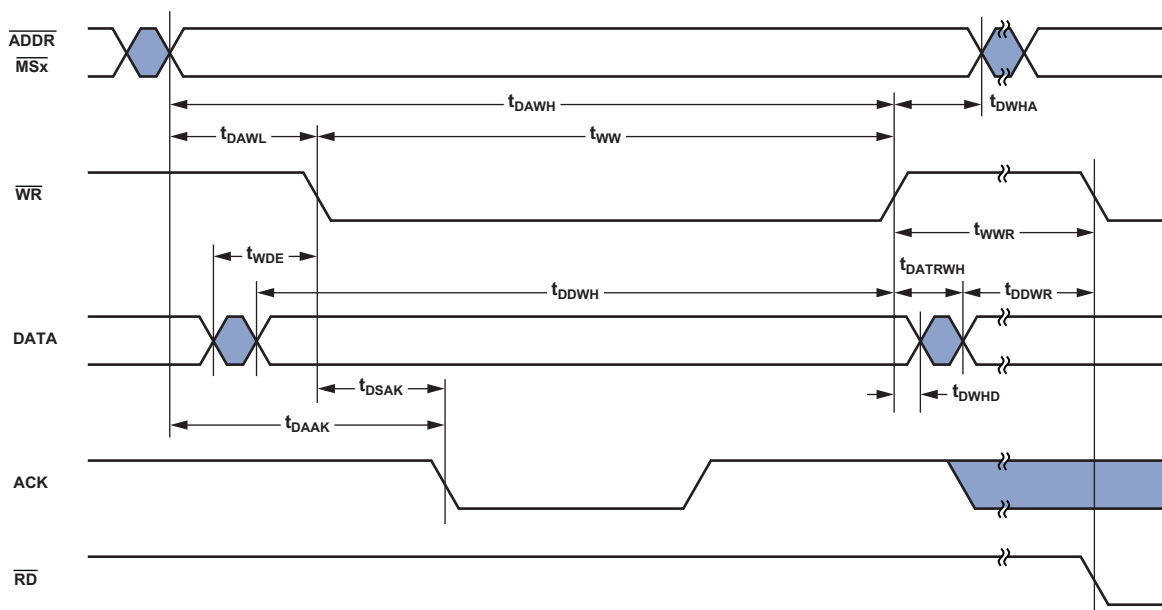 ADDR
MSx
tDAWH
tDWHA
tDAWL
tWW
WR
tWWR
tWDE
tDATRWH
tDDWH
tDDWR
DATA
tDSAK
tDWHD
tDAAK
ACK
RD